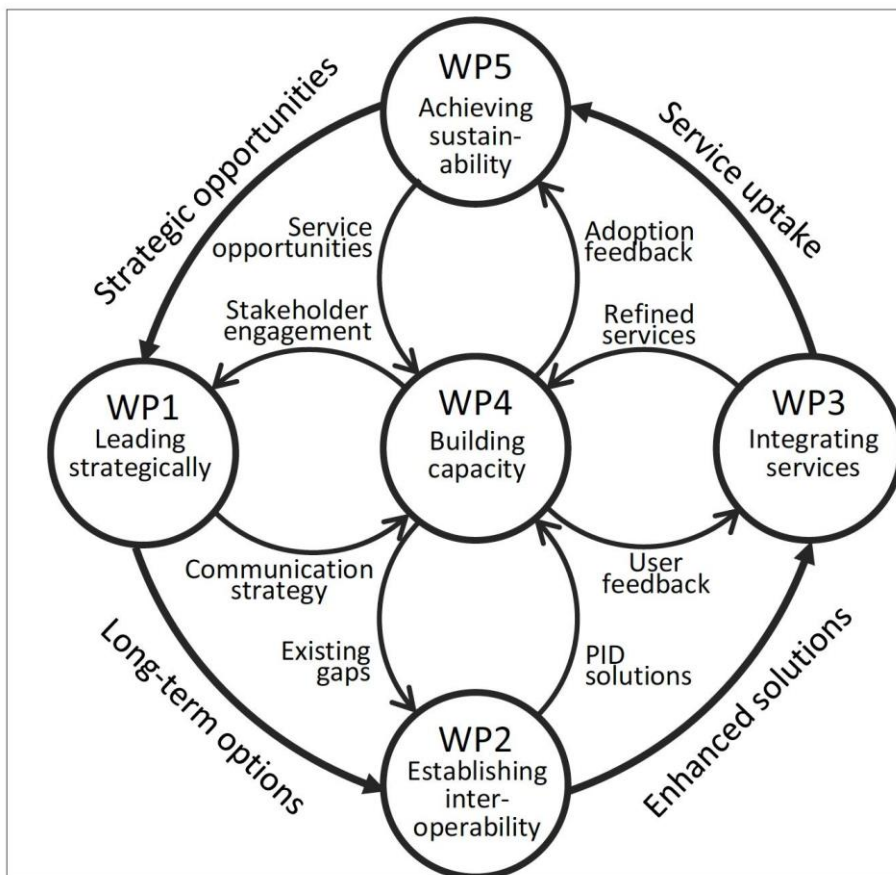 WP5
Achieving
sustain-
ability
Strategic opportunities
Service uptake
Service
opportunities
Adoption
feedback
Stakeholder
engagement
Refined
services
WP1
Leading
strategically
WP4
Building
capacity
WP3
Integrating
services
Communication
strategy
User
feedback
Existing
gaps
PID
solutions
Long-term options
Enhanced solutions
WP2
Establishing
inter-
operability